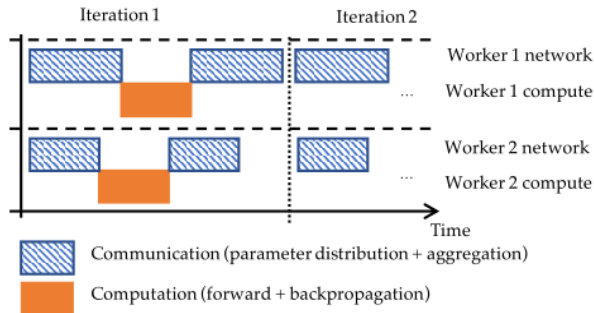 Iteration 1
Iteration 2
Worker 1 network
... Worker 1 compute
Worker 2 network
... Worker 2 compute
Time
Communication (parameter distribution + aggregation)
Computation (forward + backpropagation)